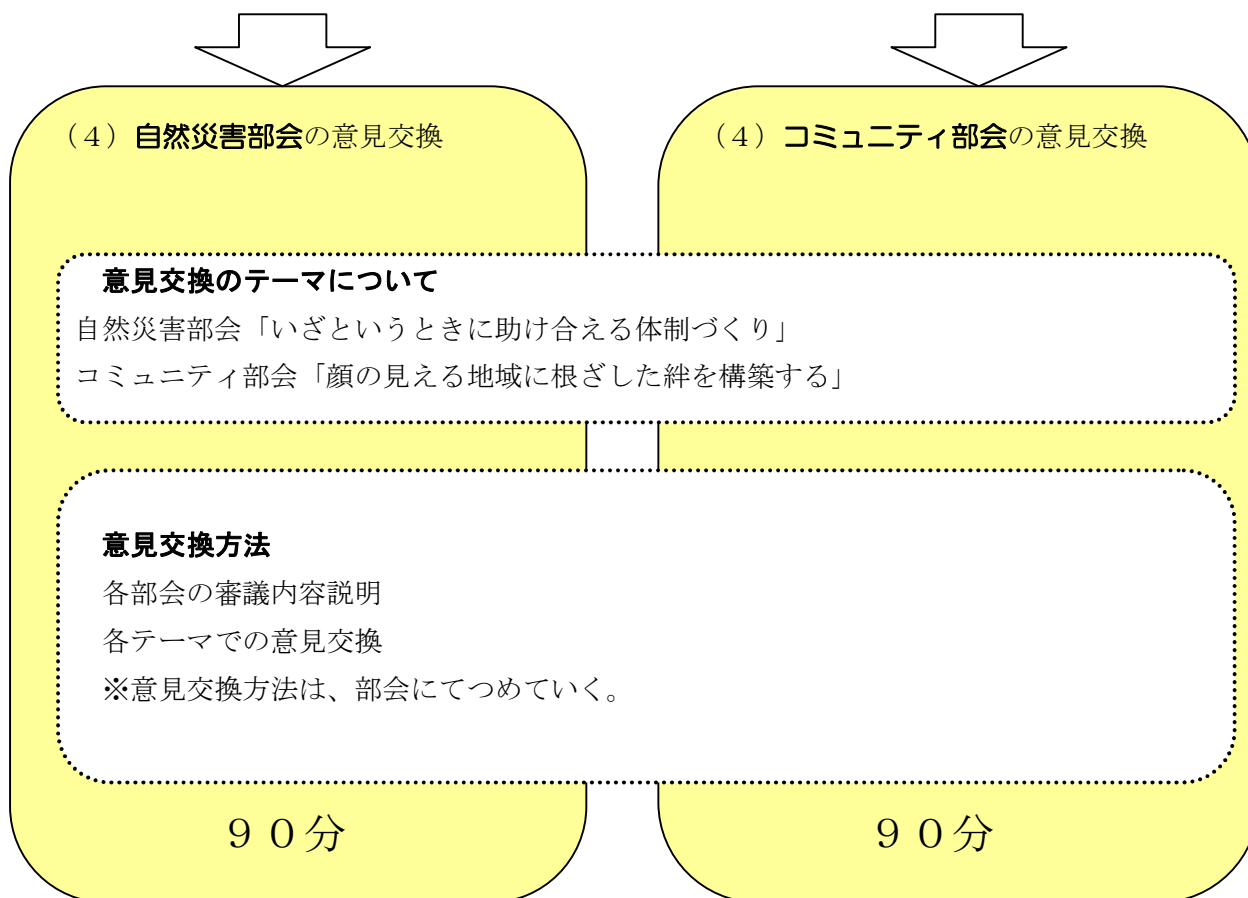 （４）自然災害部会の意見交換
（４）コミュニティ部会の意見交換
意見交換のテーマについて
自然災害部会「いざというときに助け合える体制づくり」
コミュニティ部会「顔の見える地域に根ざした絆を構築する」
意見交換方法
各部会の審議内容説明
各テーマでの意見交換
※意見交換方法は、部会にてつめていく。
９０分
９０分